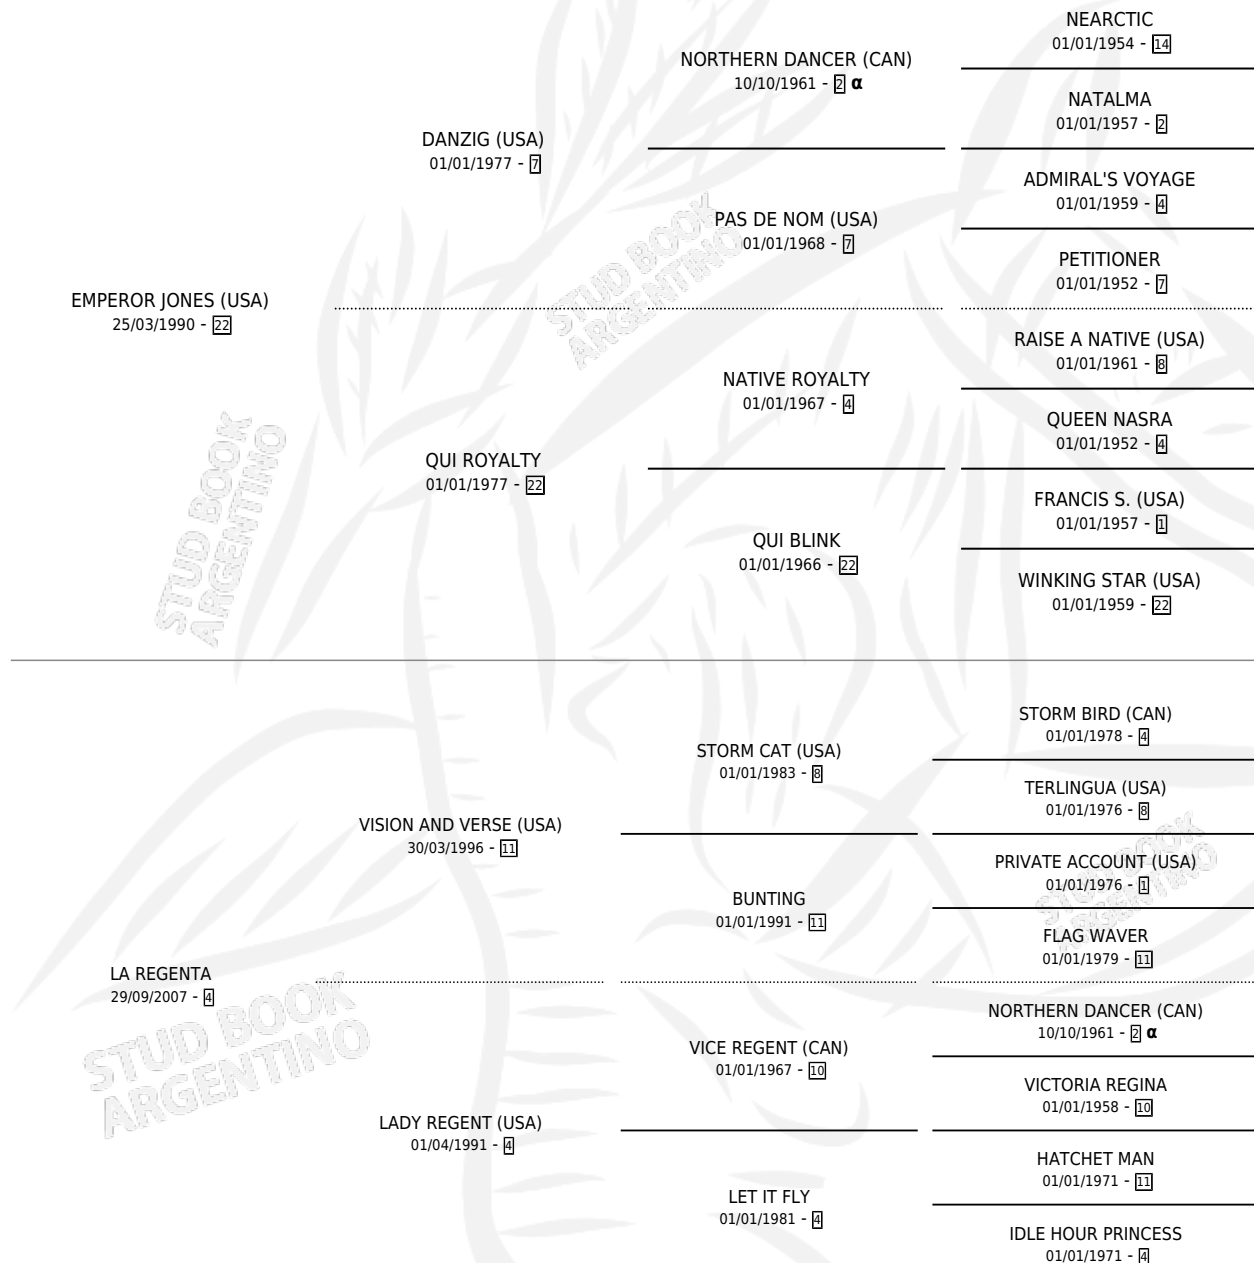 NEARCTIC
01/01/1954 - 14
NORTHERN DANCER (CAN)
10/10/1961 - 2 α
NATALMA
01/01/1957 - 2
DANZIG (USA)
01/01/1977 - 7
ADMIRAL'S VOYAGE
01/01/1959 - 4
PAS DE NOM (USA)
01/01/1968 - 7
PETITIONER
01/01/1952 - 7
EMPEROR JONES (USA)
25/03/1990 - 22
RAISE A NATIVE (USA)
01/01/1961 - 8
NATIVE ROYALTY
01/01/1967 - 4
QUEEN NASRA
01/01/1952 - 4
QUI ROYALTY
01/01/1977 - 22
FRANCIS S. (USA)
01/01/1957 - 1
QUI BLINK
01/01/1966 - 22
WINKING STAR (USA)
01/01/1959 - 22
STORM BIRD (CAN)
01/01/1978 - 4
STORM CAT (USA)
01/01/1983 - 8
TERLINGUA (USA)
01/01/1976 - 8
VISION AND VERSE (USA)
30/03/1996 - 11
PRIVATE ACCOUNT (USA)
01/01/1976 - 1
BUNTING
01/01/1991 - 11
FLAG WAVER
01/01/1979 - 11
LA REGENTA
29/09/2007 - 4
NORTHERN DANCER (CAN)
10/10/1961 - 2 α
VICE REGENT (CAN)
01/01/1967 - 10
VICTORIA REGINA
01/01/1958 - 10
LADY REGENT (USA)
01/04/1991 - 4
HATCHET MAN
01/01/1971 - 11
LET IT FLY
01/01/1981 - 4
IDLE HOUR PRINCESS
01/01/1971 - 4
STUD BOOK
ARGENTINO
STUD BOOK
ARGENTINO
STUD BOOK
ARGENTINO
STUD BOOK
ARGENTINO